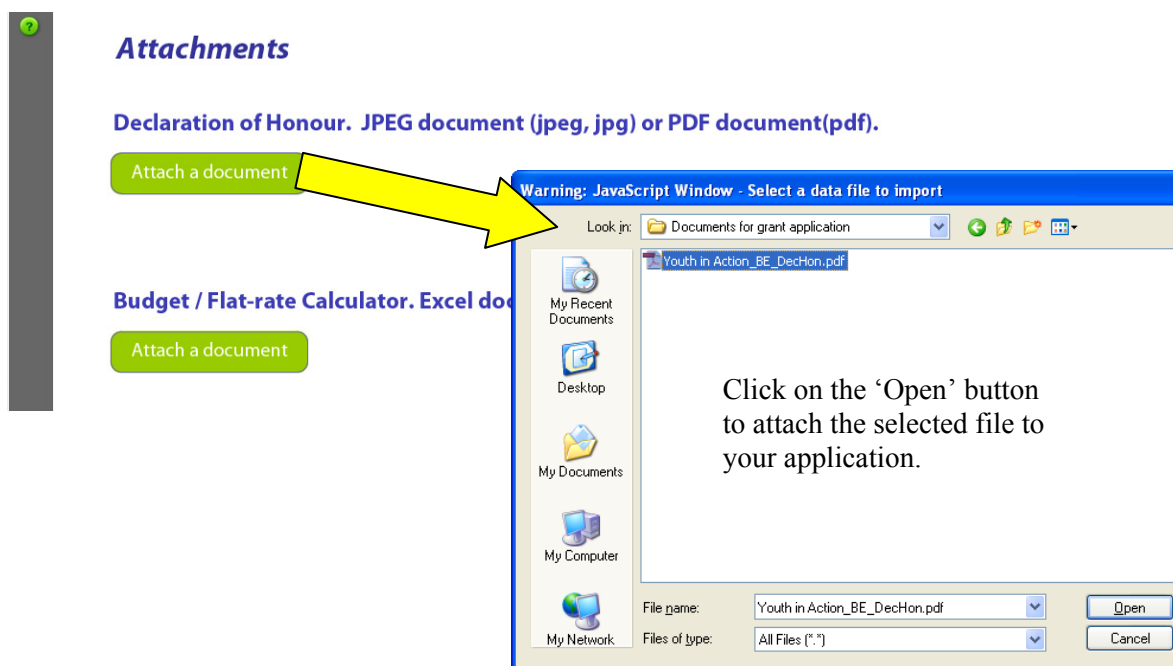 ?
Attachments
Declaration of Honour. JPEG document (jpeg, jpg) or PDF document(pdf).
Attach a document
Warning: JavaScript Window - Select a data file to import
Look in: Documents for grant application
Youth in Action_BE_DecHon.pdf
Budget / Flat-rate Calculator. Excel
Attach a document
My Recent
Documents
Desktop
My Documents
My Computer
My Network
Click on the ‘Open’ button
to attach the selected file to
your application.
File name: Youth in Action_BE_DecHon.pdf Open
Files of type: All Files (*.*) Cancel